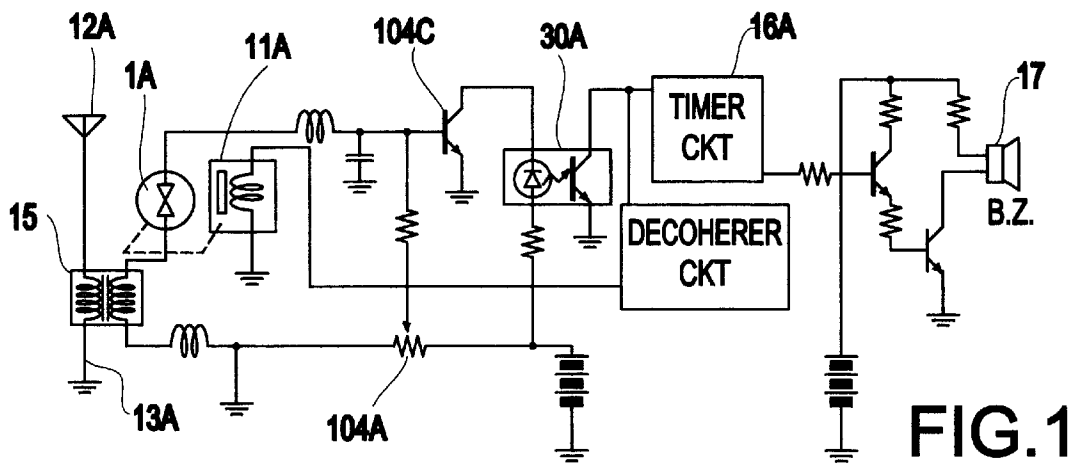 12A
11A
104C
30A
16A
17
1A
TIMER
CKT
15
B.Z.
DECOHERER
CKT
13A
104A
FIG.1